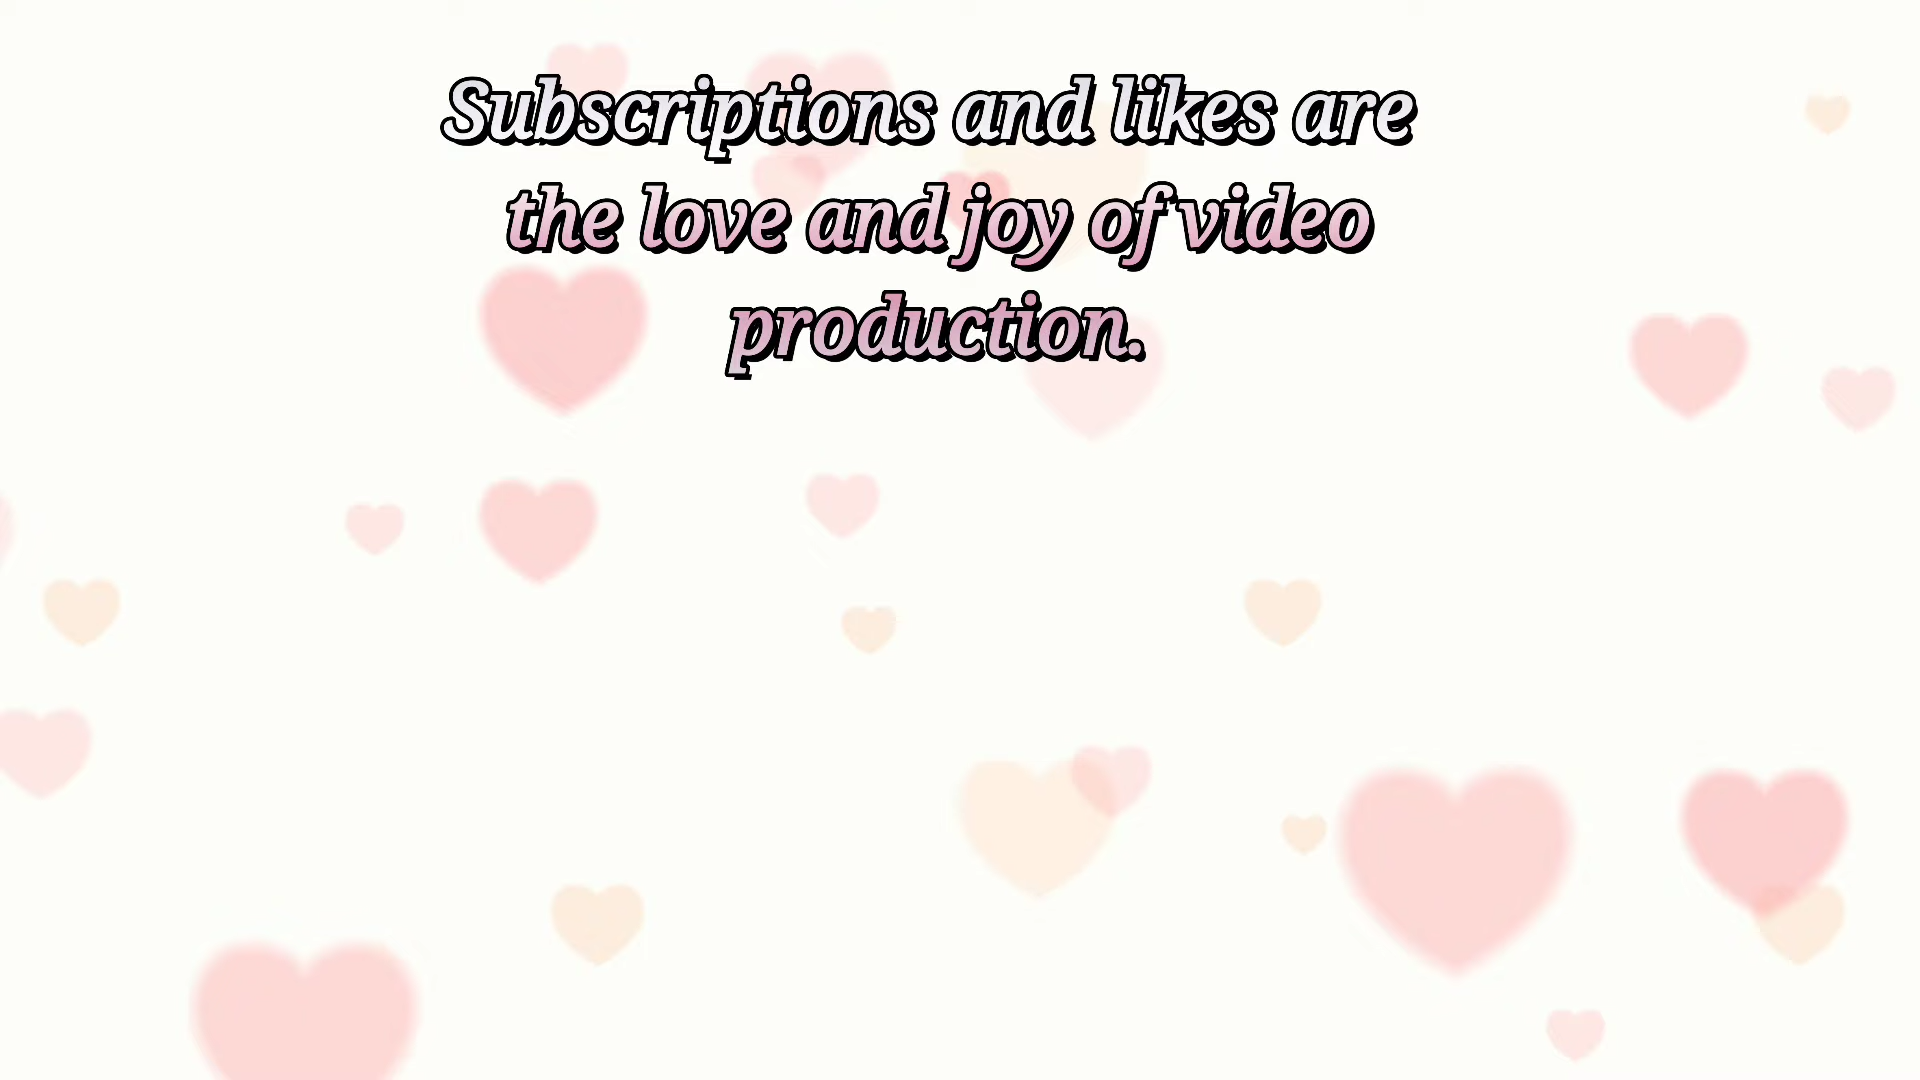 Subscriptions and likes are
the love and joy of video
production.